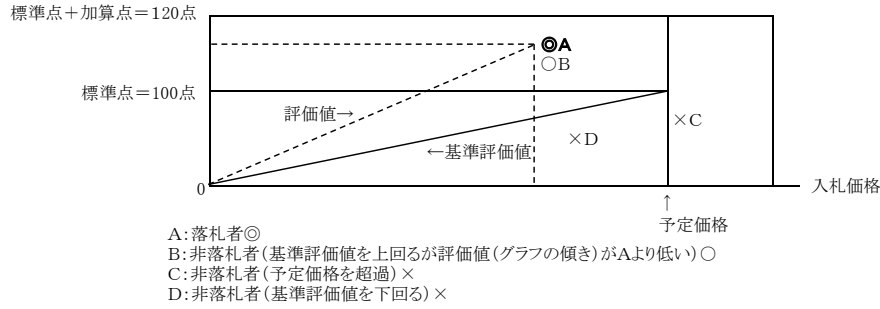 標準点+加算点=120点
◎A
○B
標準点=100点
評価値→
×C
×D
←基準評価値
0
入札価格
↑
予定価格
A:落札者◎
B:非落札者(基準評価値を上回るが評価値(グラフの傾き)がAより低い)○
C:非落札者(予定価格を超過)×
D:非落札者(基準評価値を下回る)×